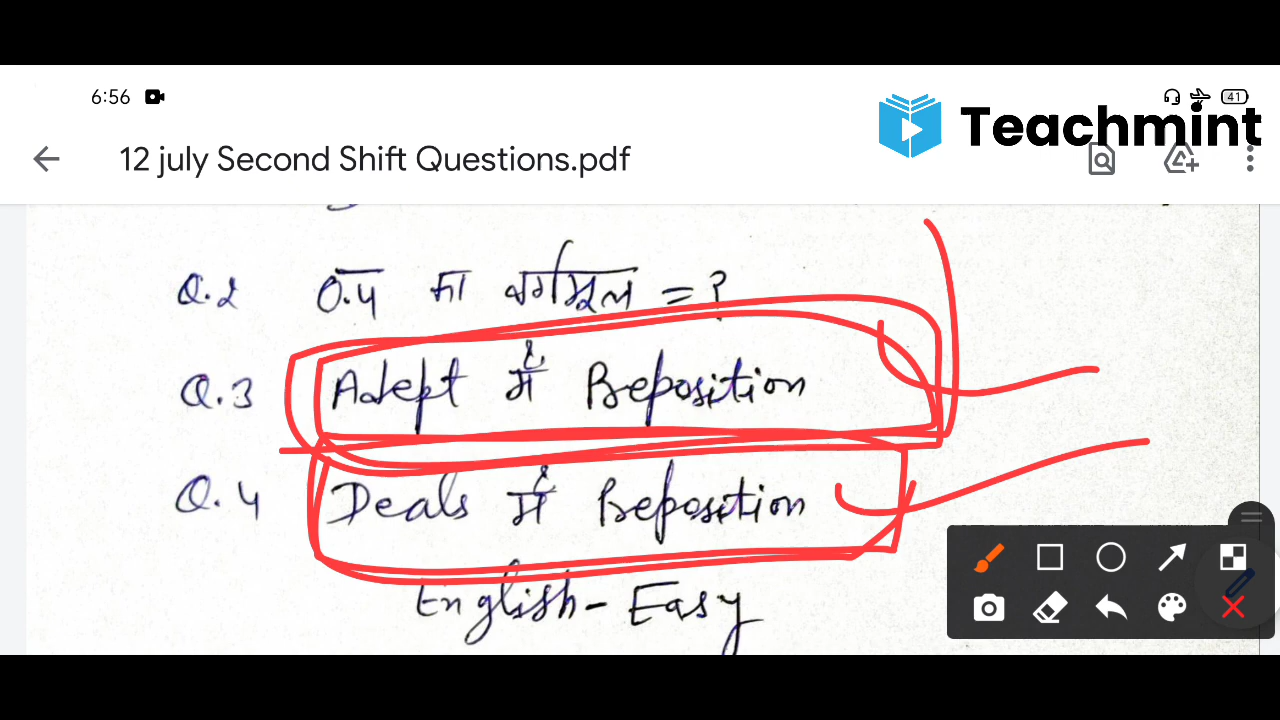 6:56
41
Teachmint
12 july Second Shift Questions.pdf
Q.2 0.4 का वर्गमूल = ?
Q.3 Adept में Preposition
Q.4 Deals में Preposition
English - Easy